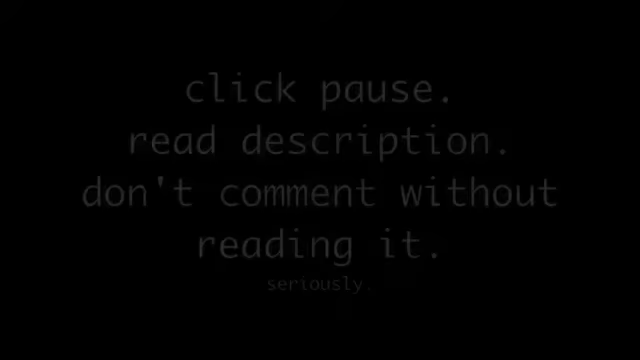 click pause.
read description.
don't comment without
reading it.
seriously.